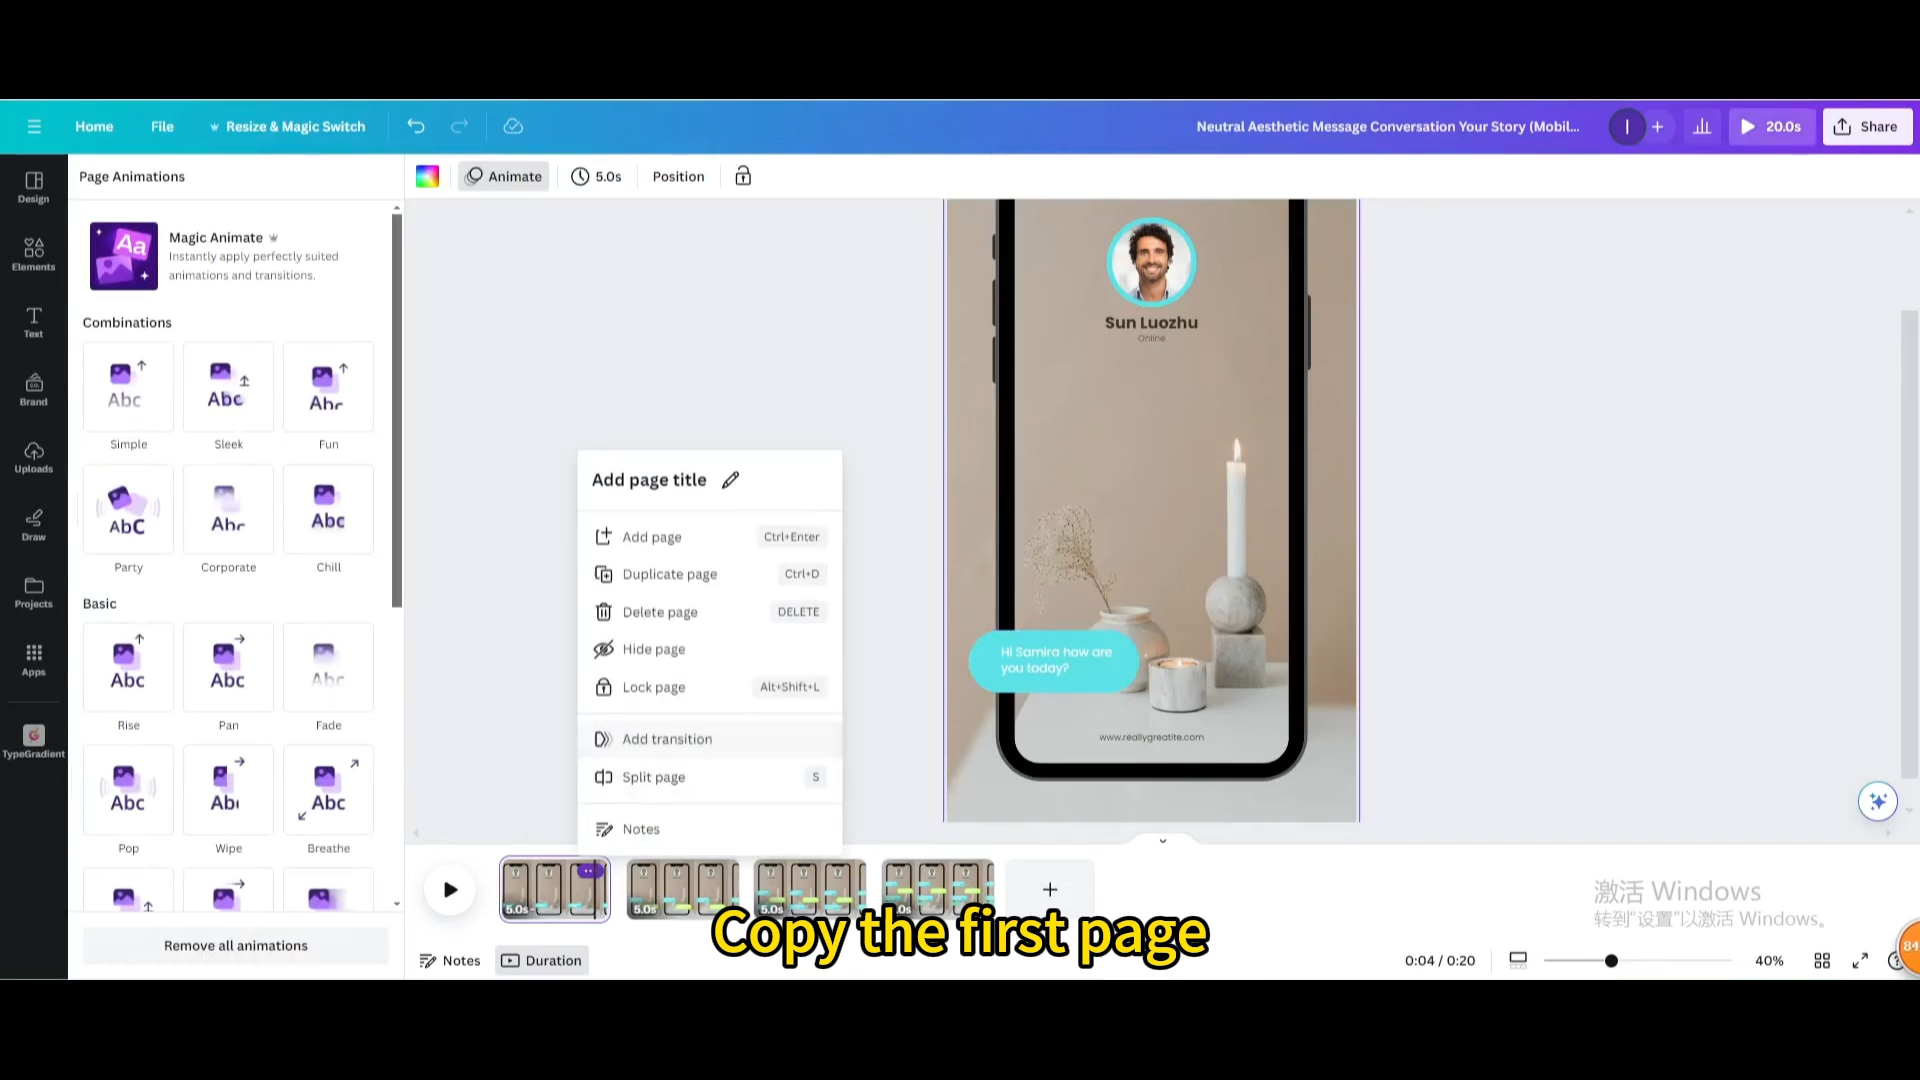 Home
File
Resize & Magic Switch
Neutral Aesthetic Message Conversation Your Story (Mobil...
I
+
20.0s
Share
Design
Elements
Text
Brand
Uploads
Draw
Projects
Apps
TypeGradient
Page Animations
Aa
Magic Animate
Instantly apply perfectly suited
animations and transitions.
Combinations
Abc
Abc
Abc
Simple
Sleek
Fun
AbC
Abc
Abc
Party
Corporate
Chill
Basic
Abc
Abc
Abc
Rise
Pan
Fade
Abc
Abc
Abc
Pop
Wipe
Breathe
Remove all animations
Animate
5.0s
Position
Sun Luozhu
Online
Hi Samira how are
you today?
www.reallygreatite.com
Add page title
Add page
Ctrl+Enter
Duplicate page
Ctrl+D
Delete page
DELETE
Hide page
Lock page
Alt+Shift+L
Add transition
Split page
S
Notes
5.0s
5.0s
5.0s
.0s
+
Copy the first page
Notes
Duration
激活 Windows
转到“设置”以激活 Windows。
0:04 / 0:20
40%
84